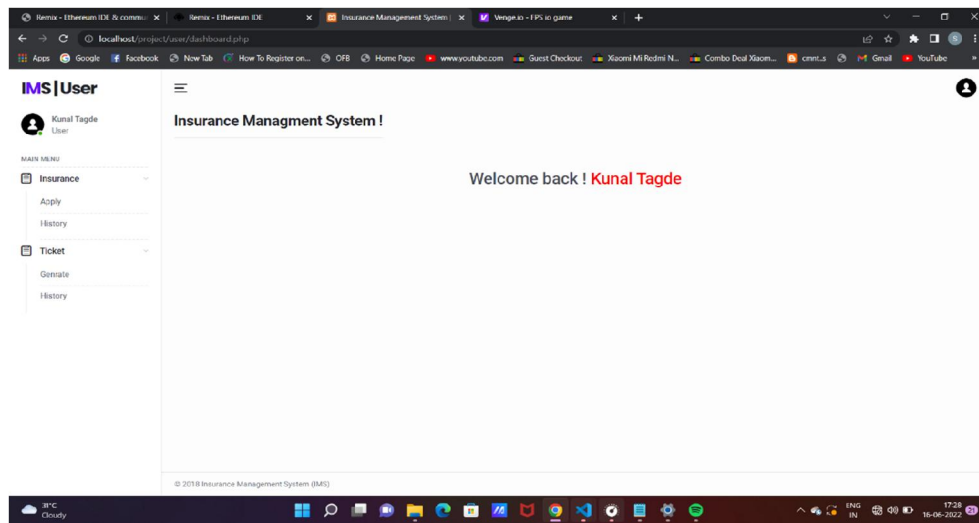 Remix - Ethereum IDE & commu
Remix - Ethereum IDE
Insurance Management System |
Venge.io - FPS io game
localhost/project/user/dashboard.php
Apps
Google
Facebook
New Tab
How To Register on...
OFB
Home Page
www.youtube.com
Guest Checkout
Xiaomi Mi Redmi N...
Combo Deal Xiaom...
cmnt..s
Gmail
YouTube
»
IMS|User
Kunal Tagde
User
Insurance Managment System !
MAIN MENU
Welcome back ! Kunal Tagde
Insurance
Apply
History
Ticket
Genrate
History
© 2018 Insurance Management System (IMS)
31°C
Cloudy
ENG
IN
17:28
16-06-2022